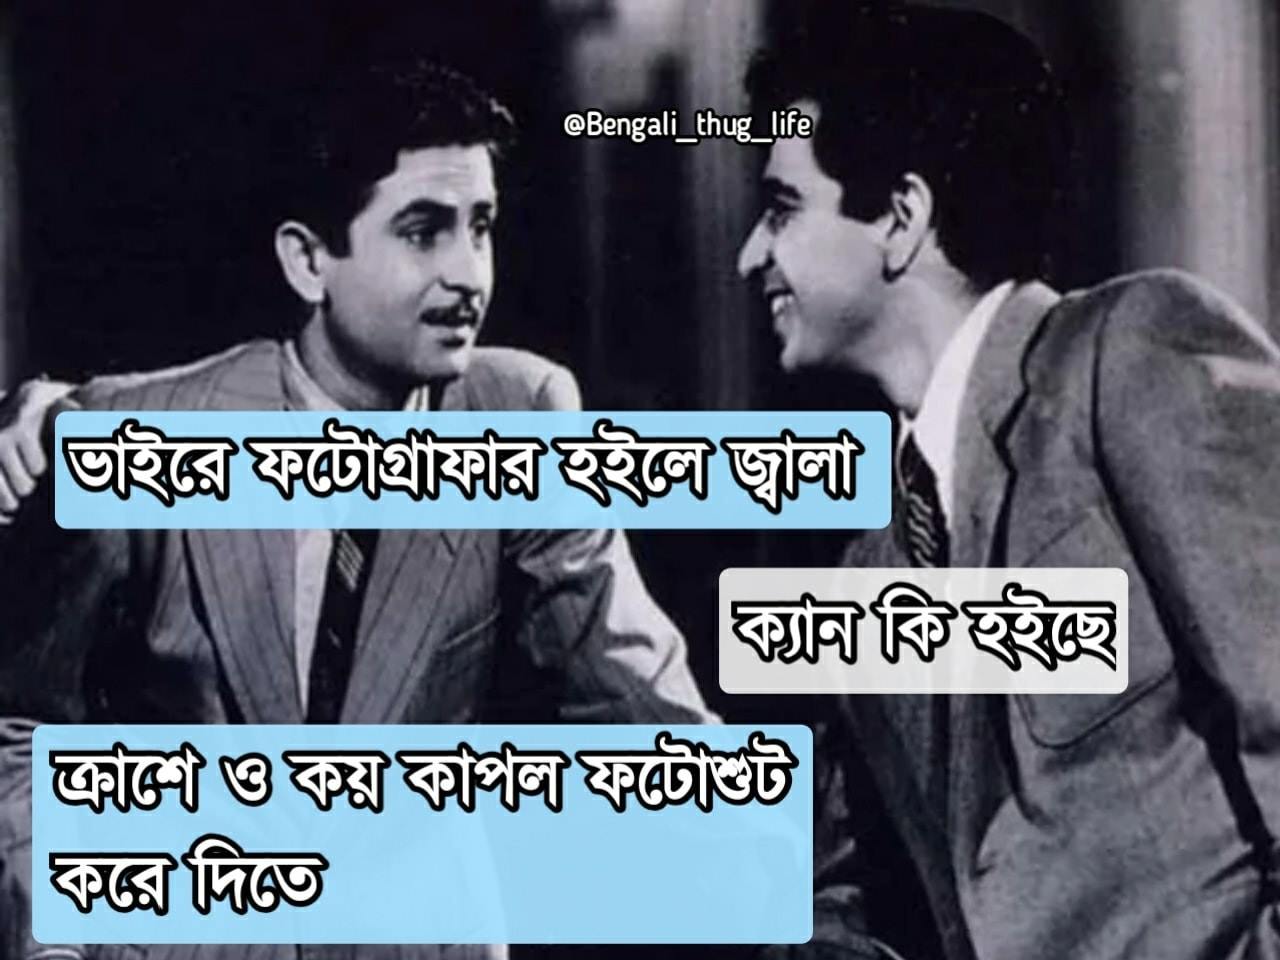 @Bengali_thug_life
ভাইরে ফটোগ্রাফার হইলে জ্বালা
ক্যান কি হইছে
ক্রাশে ও কয় কাপল ফটোশুট
করে দিতে